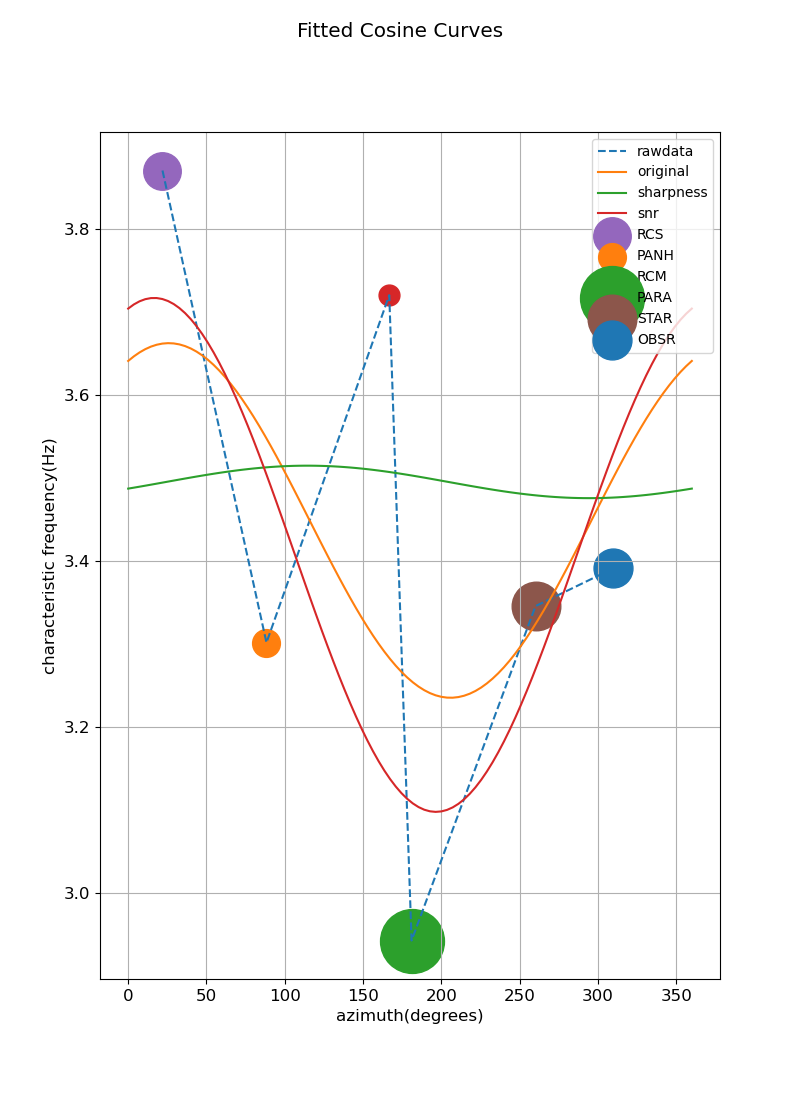 Fitted Cosine Curves
rawdata
original
sharpness
snr
RCS
PANH
RCM
PARA
STAR
OBSR
3.8
3.6
3.4
3.2
3.0
characteristic frequency(Hz)
0 50 100 150 200 250 300 350
azimuth(degrees)